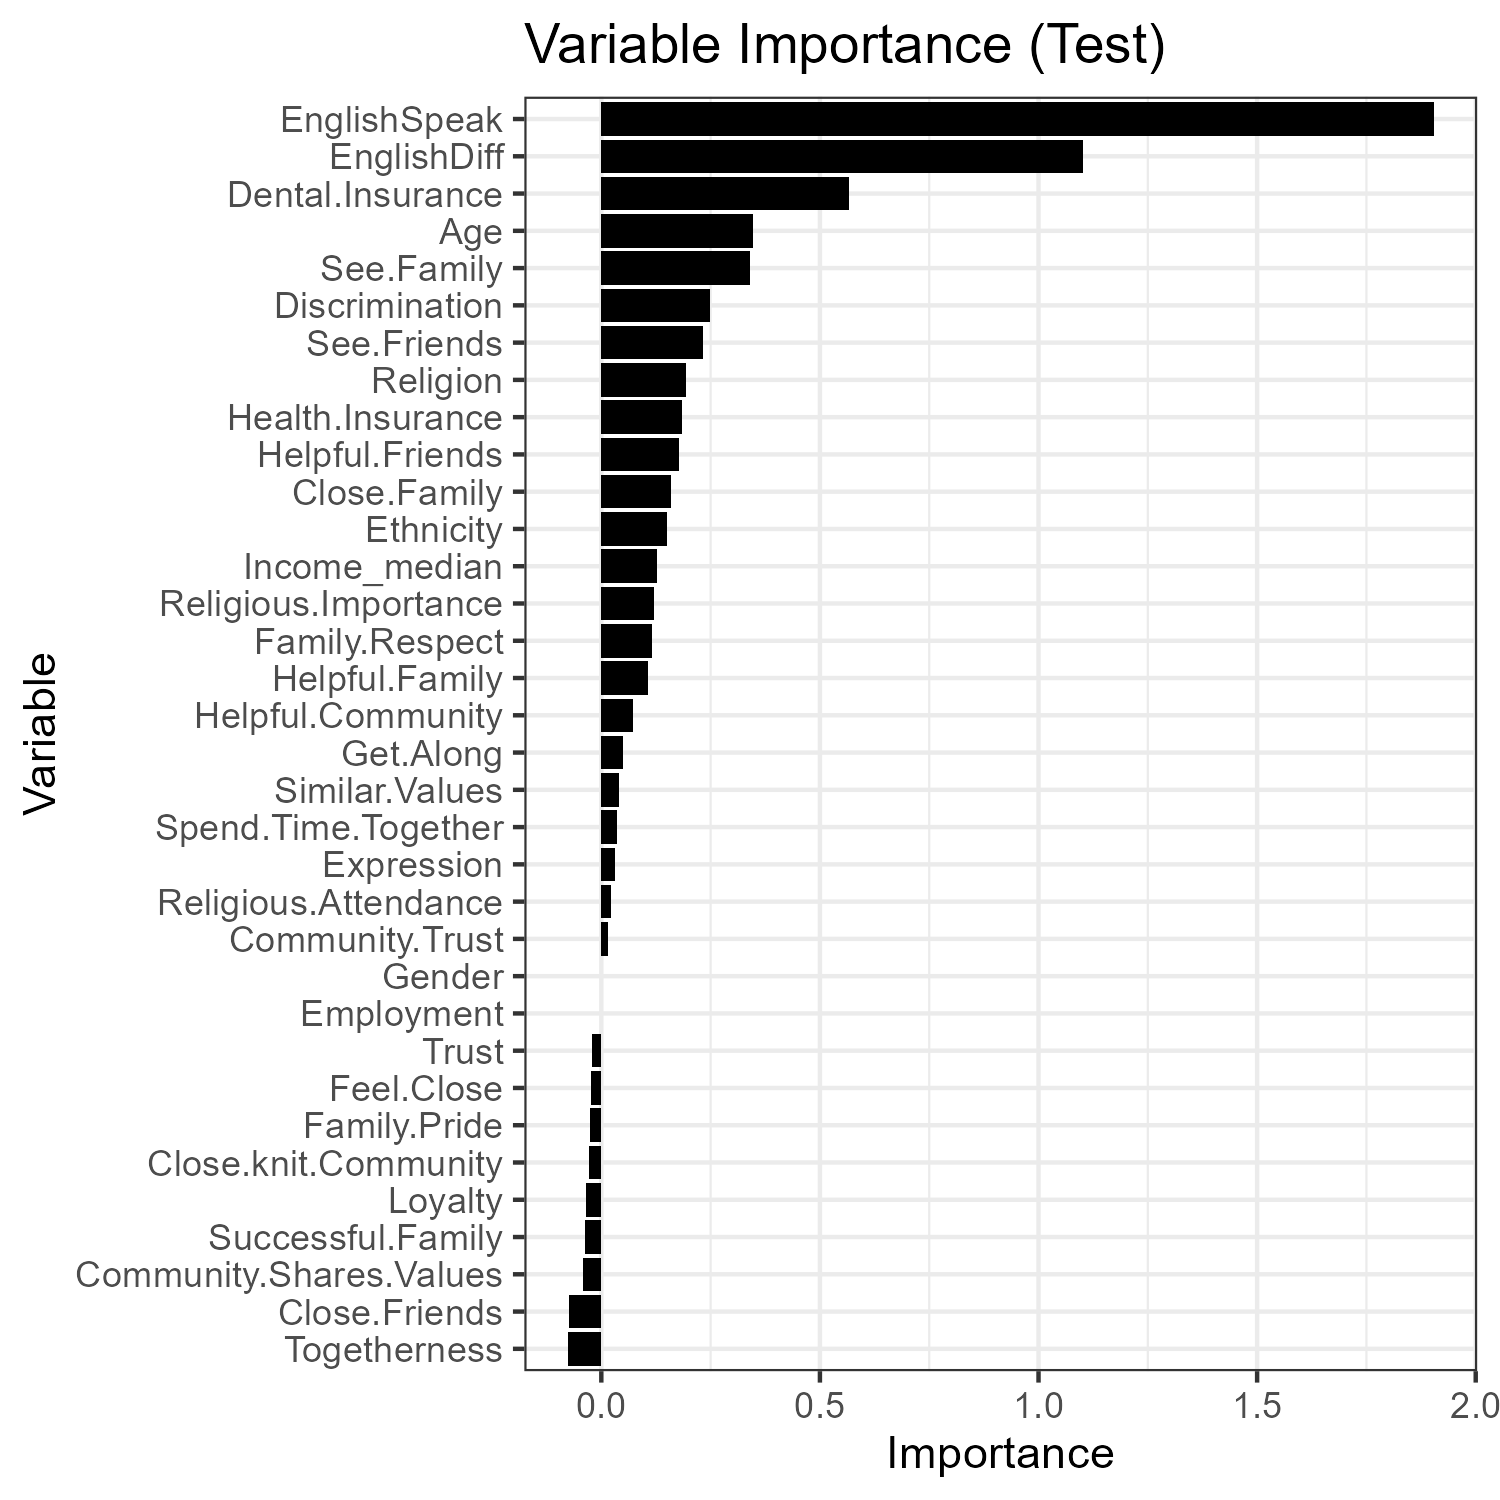 Variable Importance (Test)
EnglishSpeak
EnglishDiff
Dental.Insurance
Age
See.Family
Discrimination
See.Friends
Religion
Health.Insurance
Helpful.Friends
Close.Family
Ethnicity
Income_median
Religious.Importance
Family.Respect
Helpful.Family
Helpful.Community
Get.Along
Similar.Values
Spend.Time.Together
Expression
Religious.Attendance
Community.Trust
Gender
Employment
Trust
Feel.Close
Family.Pride
Close.knit.Community
Loyalty
Successful.Family
Community.Shares.Values
Close.Friends
Togetherness
Variable
0.0 0.5 1.0 1.5 2.0
Importance